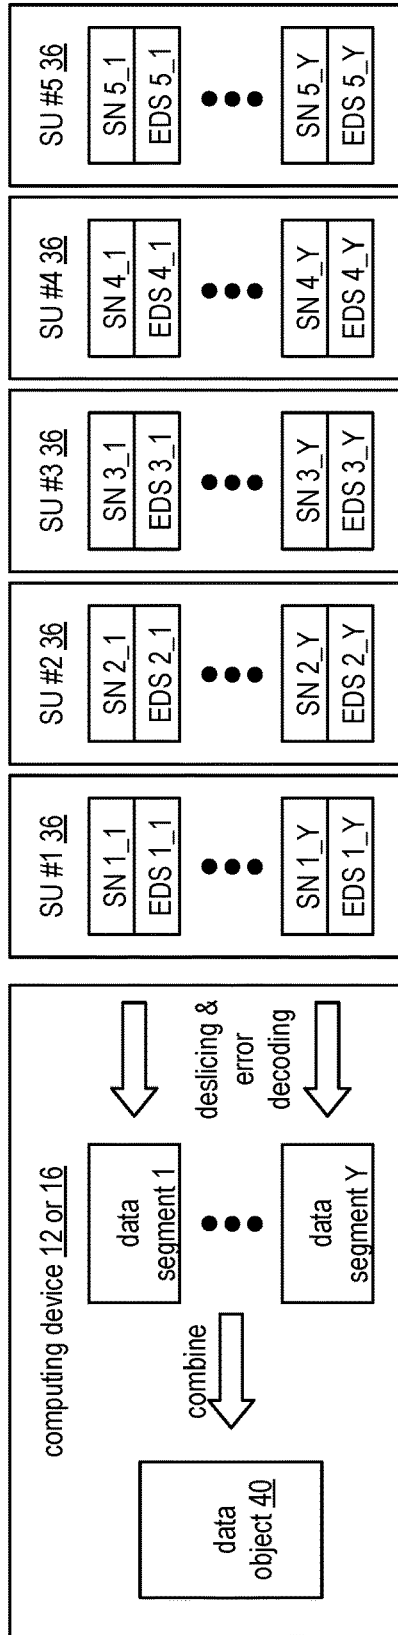 computing device 12 or 16
data
object 40
combine
data
segment 1
data
segment Y
deslicing &
error
decoding
SU #1 36
SN 1_1
EDS 1_1
SN 1_Y
EDS 1_Y
SU #2 36
SN 2_1
EDS 2_1
SN 2_Y
EDS 2_Y
SU #3 36
SN 3_1
EDS 3_1
SN 3_Y
EDS 3_Y
SU #4 36
SN 4_1
EDS 4_1
SN 4_Y
EDS 4_Y
SU #5 36
SN 5_1
EDS 5_1
SN 5_Y
EDS 5_Y